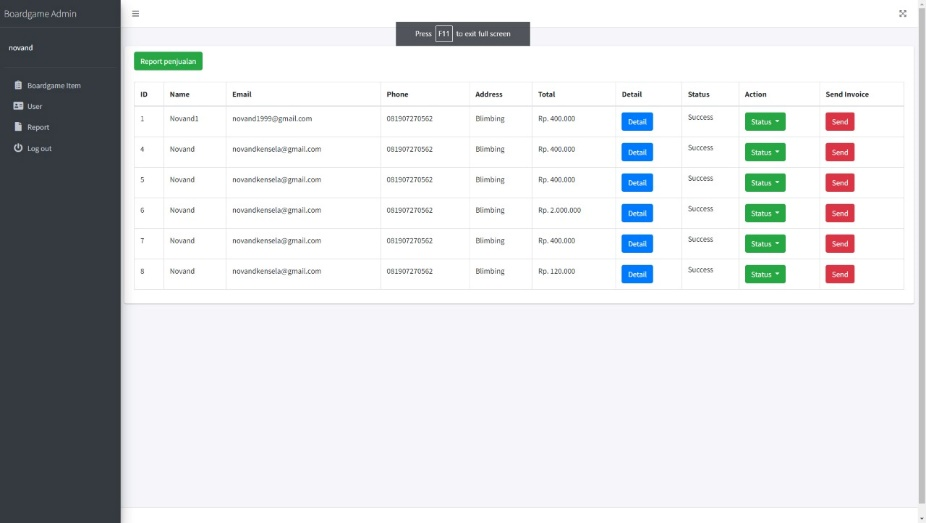 Boardgame Admin
Press F11 to exit full screen
novand
Boardgame Item
User
Report
Log out
Report penjualan
ID Name Email Phone Address Total Detail Status Action Send Invoice
1 Novand1 novand1999@gmail.com 081907270562 Blimbing Rp. 400.000 Detail Success Status Send
4 Novand novandkensela@gmail.com 081907270562 Blimbing Rp. 400.000 Detail Success Status Send
5 Novand novandkensela@gmail.com 081907270562 Blimbing Rp. 400.000 Detail Success Status Send
6 Novand novandkensela@gmail.com 081907270562 Blimbing Rp. 2.000.000 Detail Success Status Send
7 Novand novandkensela@gmail.com 081907270562 Blimbing Rp. 400.000 Detail Success Status Send
8 Novand novandkensela@gmail.com 081907270562 Blimbing Rp. 120.000 Detail Success Status Send